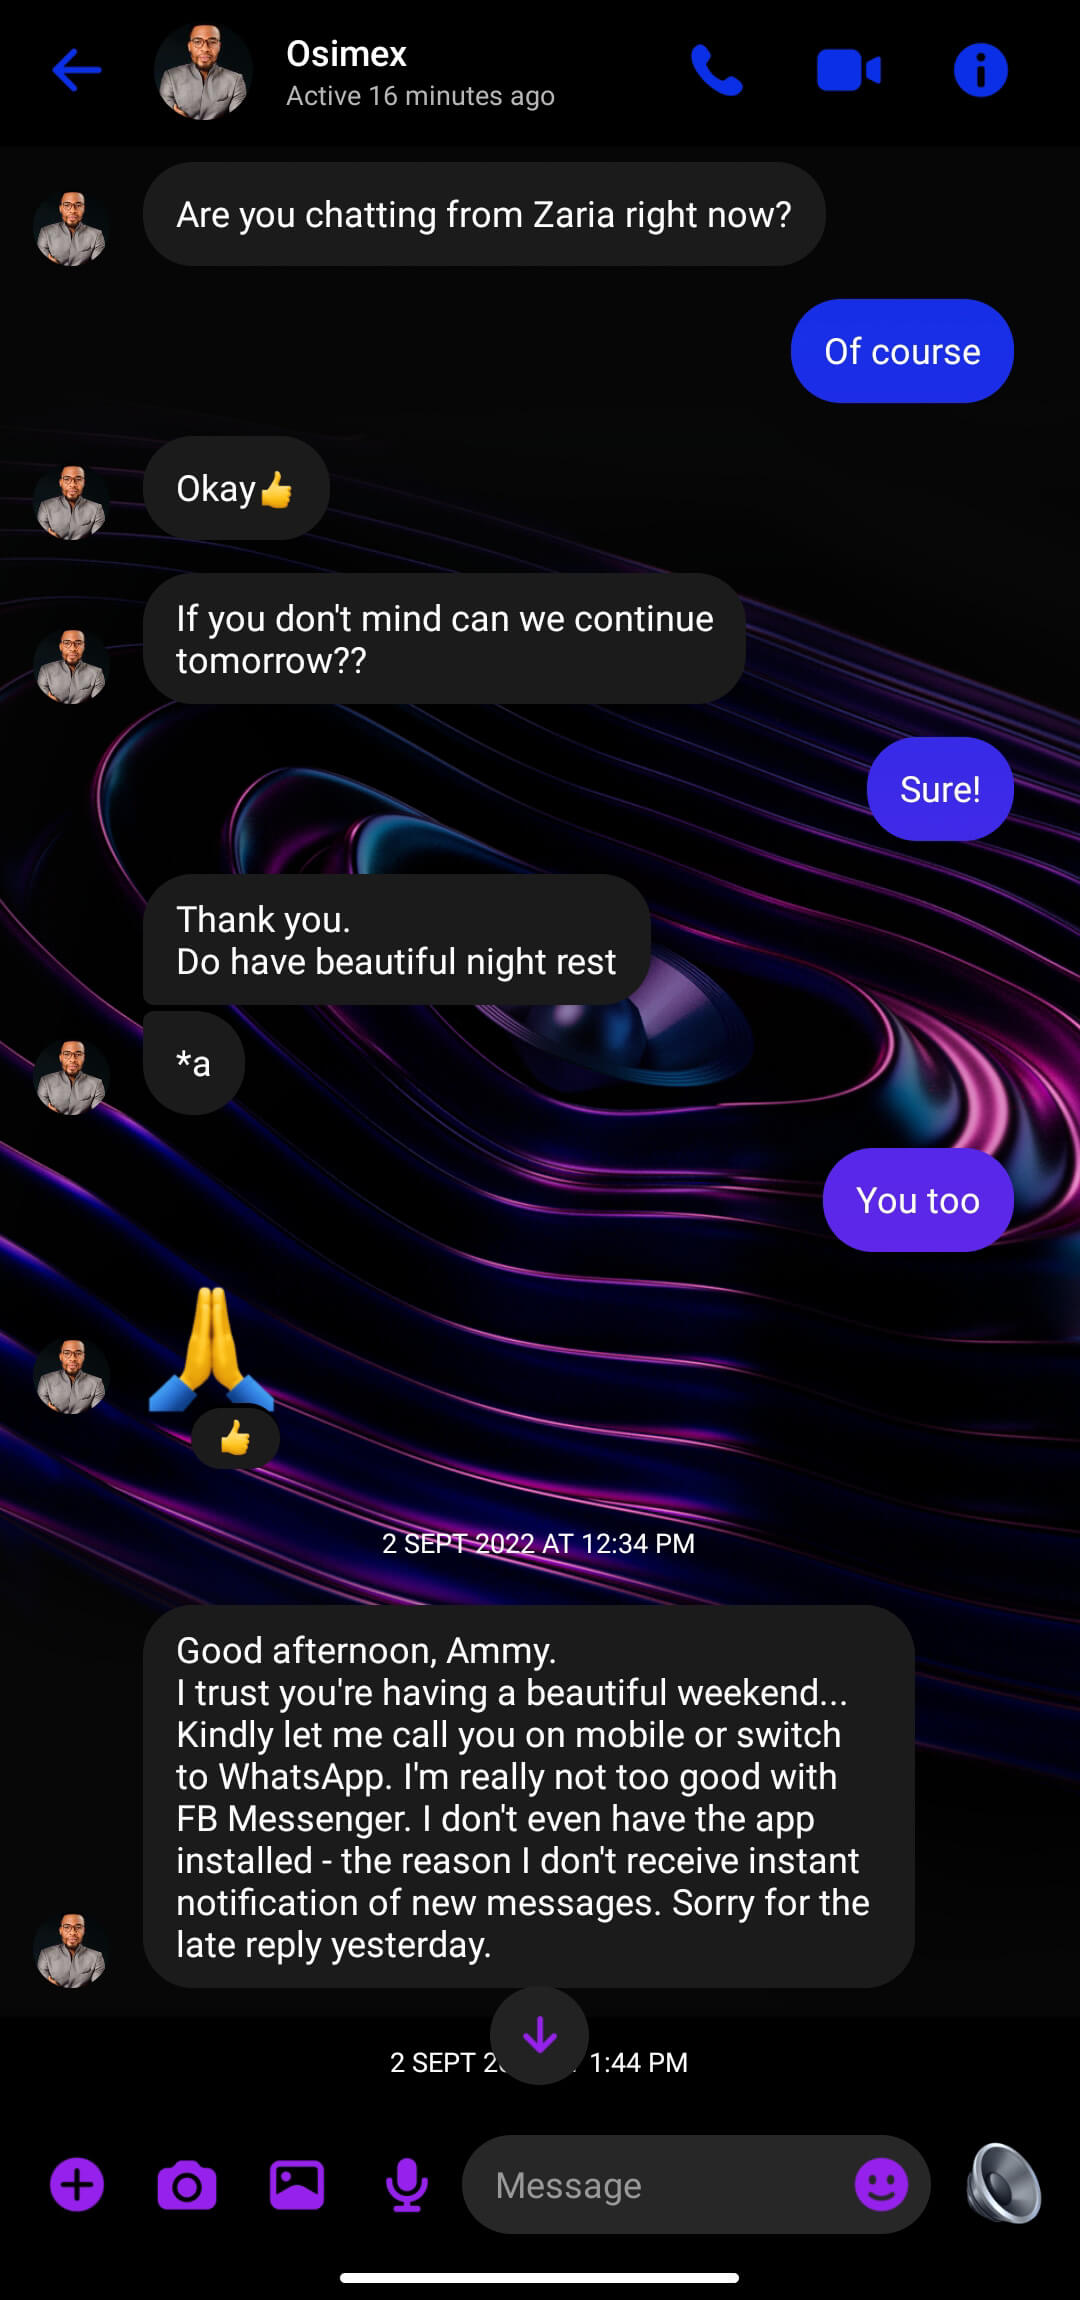 Osimex
Active 16 minutes ago
Are you chatting from Zaria right now?
Of course
Okay👍
If you don't mind can we continue
tomorrow??
Sure!
Thank you.
Do have beautiful night rest
*a
You too
🙏
👍
2 SEPT 2022 AT 12:34 PM
Good afternoon, Ammy.
I trust you're having a beautiful weekend...
Kindly let me call you on mobile or switch
to WhatsApp. I'm really not too good with
FB Messenger. I don't even have the app
installed - the reason I don't receive instant
notification of new messages. Sorry for the
late reply yesterday.
2 SEPT 1:44 PM
Message